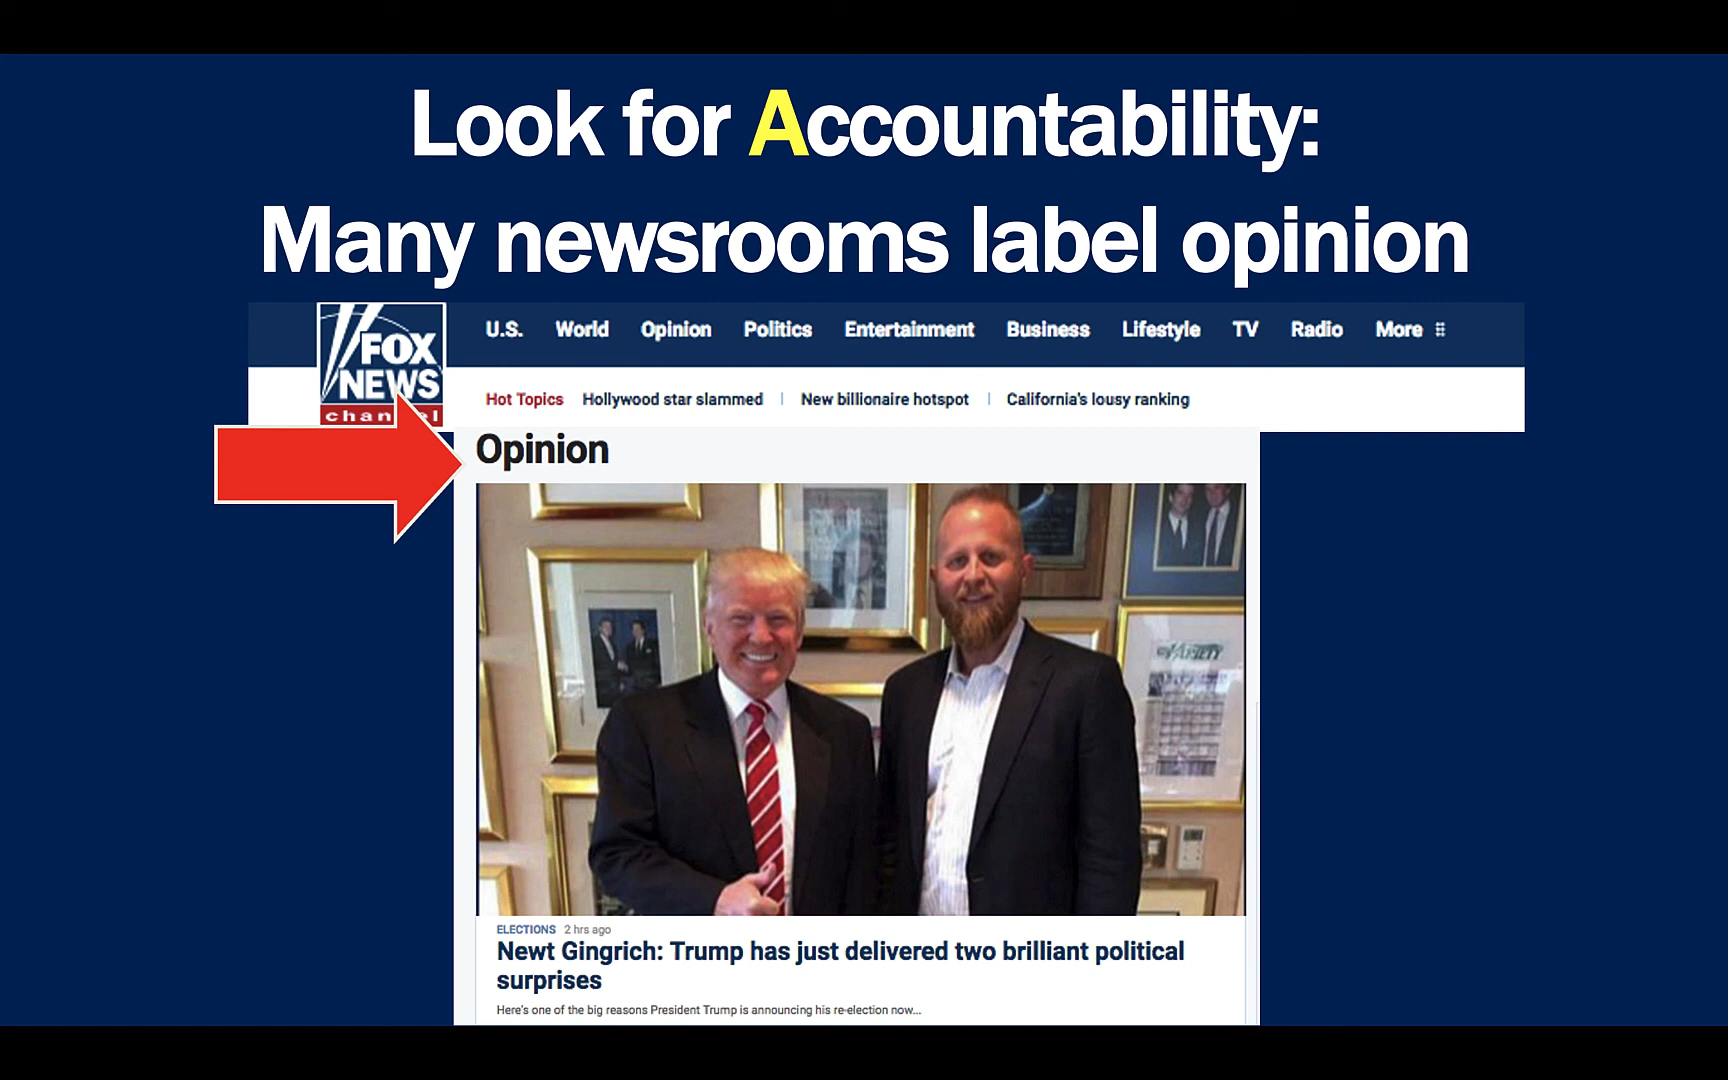 Look for Accountability:
Many newsrooms label opinion
FOX
NEWS
channel
U.S. World Opinion Politics Entertainment Business Lifestyle TV Radio More
Hot Topics Hollywood star slammed | New billionaire hotspot | California's lousy ranking
Opinion
VARIETY
ELECTIONS 2 hrs ago
Newt Gingrich: Trump has just delivered two brilliant political
surprises
Here's one of the big reasons President Trump is announcing his re-election now...